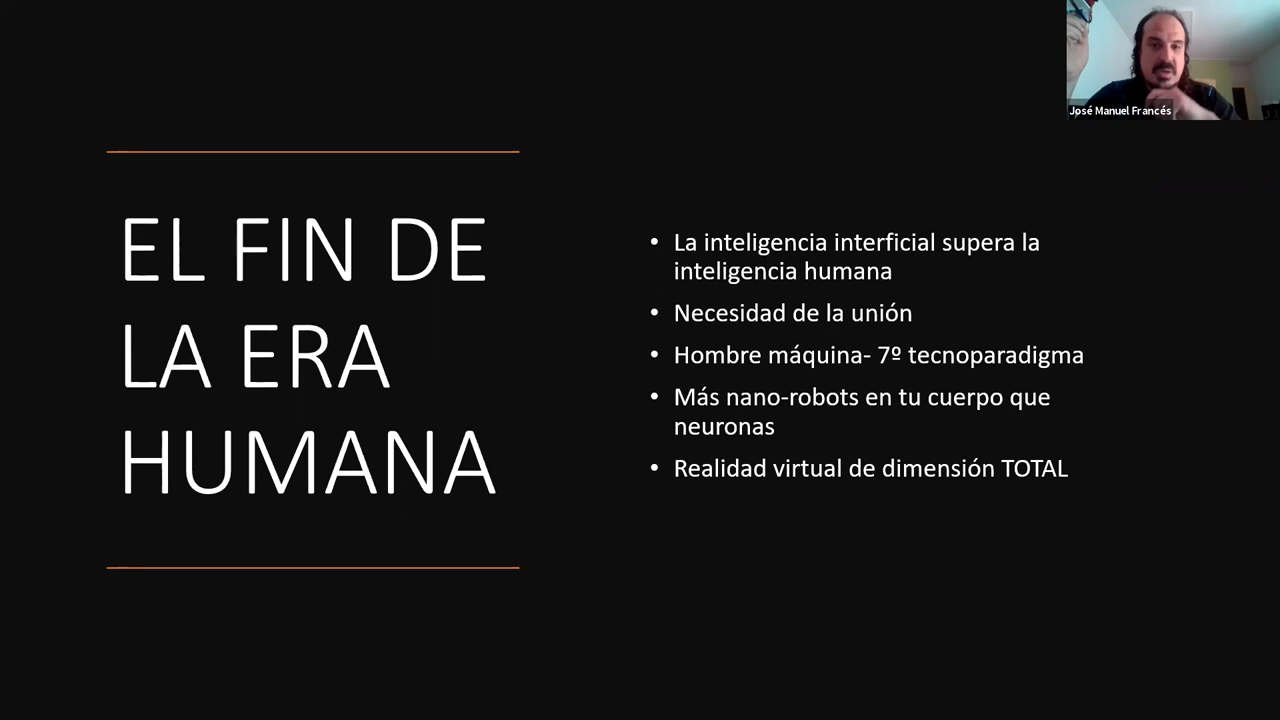 José Manuel Francés
EL FIN DE
LA ERA
HUMANA
• La inteligencia interficial supera la
inteligencia humana
• Necesidad de la unión
• Hombre máquina- 7º tecnoparadigma
• Más nano-robots en tu cuerpo que
neuronas
• Realidad virtual de dimensión TOTAL